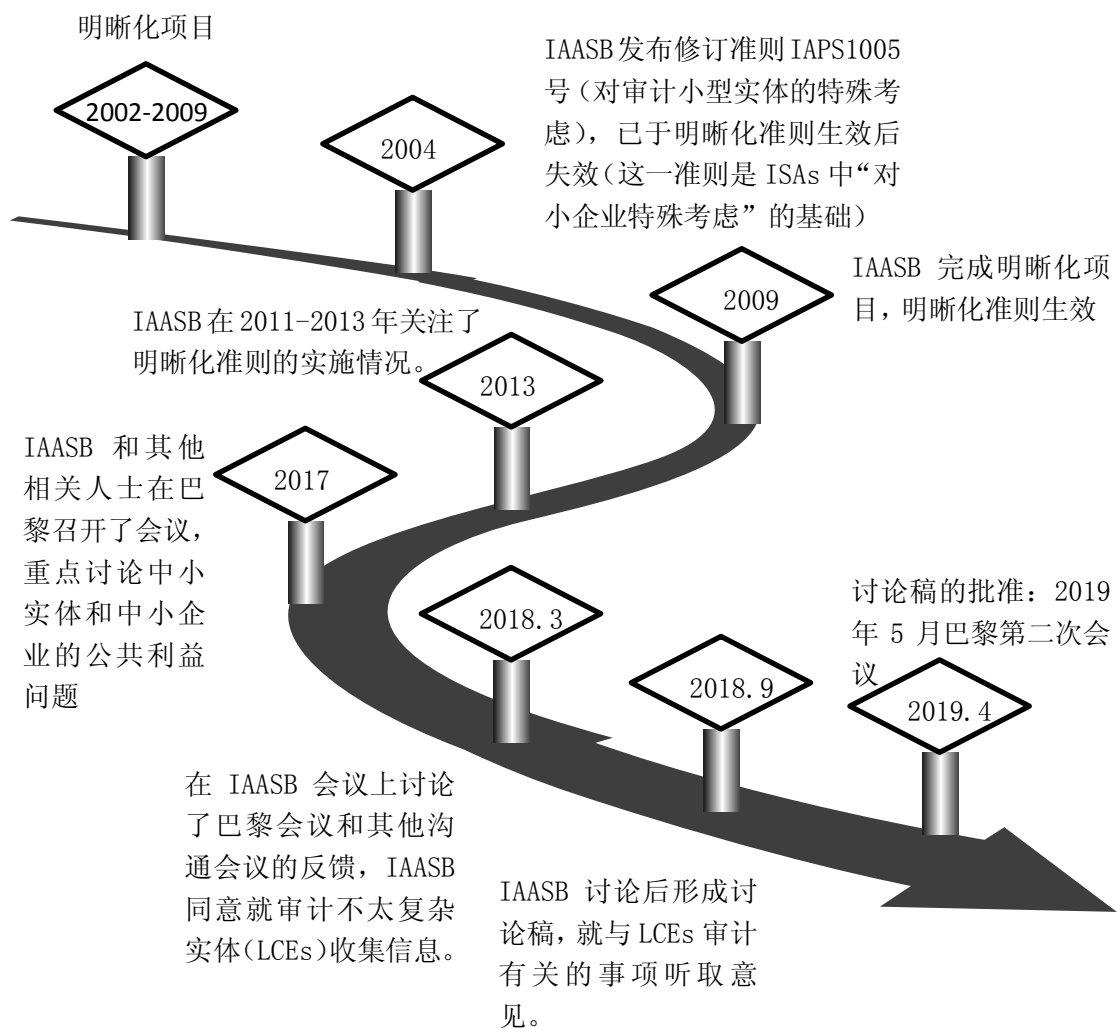 明晰化项目
2002-2009
2004
IAASB发布修订准则IAPS1005
号(对审计小型实体的特殊考
虑),已于明晰化准则生效后
失效(这一准则是ISAs中“对
小企业特殊考虑”的基础)
2009
IAASB 完成明晰化项
目,明晰化准则生效
IAASB在2011-2013年关注了
明晰化准则的实施情况。
2013
IAASB 和其他
相关人士在巴
黎召开了会议,
重点讨论中小
实体和中小企
业的公共利益
问题
2017
2018.3
在 IAASB 会议上讨论
了巴黎会议和其他沟
通会议的反馈,IAASB
同意就审计不太复杂
实体(LCEs)收集信息。
2018.9
IAASB 讨论后形成讨
论稿,就与LCEs审计
有关的事项听取意
见。
讨论稿的批准:2019
年 5 月巴黎第二次会
议
2019.4